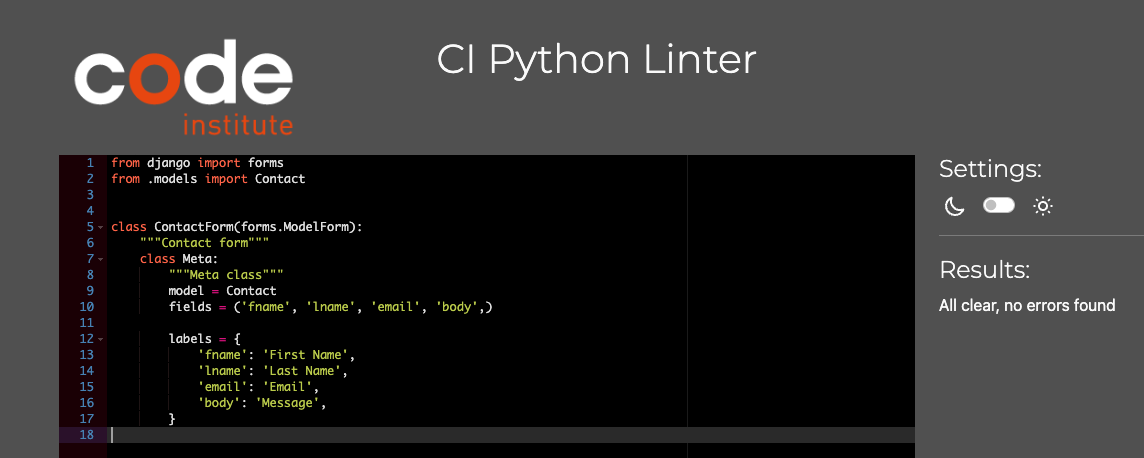 code
institute
CI Python Linter
1 from django import forms
2 from .models import Contact
3
4
5 class ContactForm(forms.ModelForm):
6     """Contact form"""
7     class Meta:
8         """Meta class"""
9         model = Contact
10         fields = ('fname', 'lname', 'email', 'body',)
11
12         labels = {
13             'fname': 'First Name',
14             'lname': 'Last Name',
15             'email': 'Email',
16             'body': 'Message',
17         }
18
Settings:
Results:
All clear, no errors found